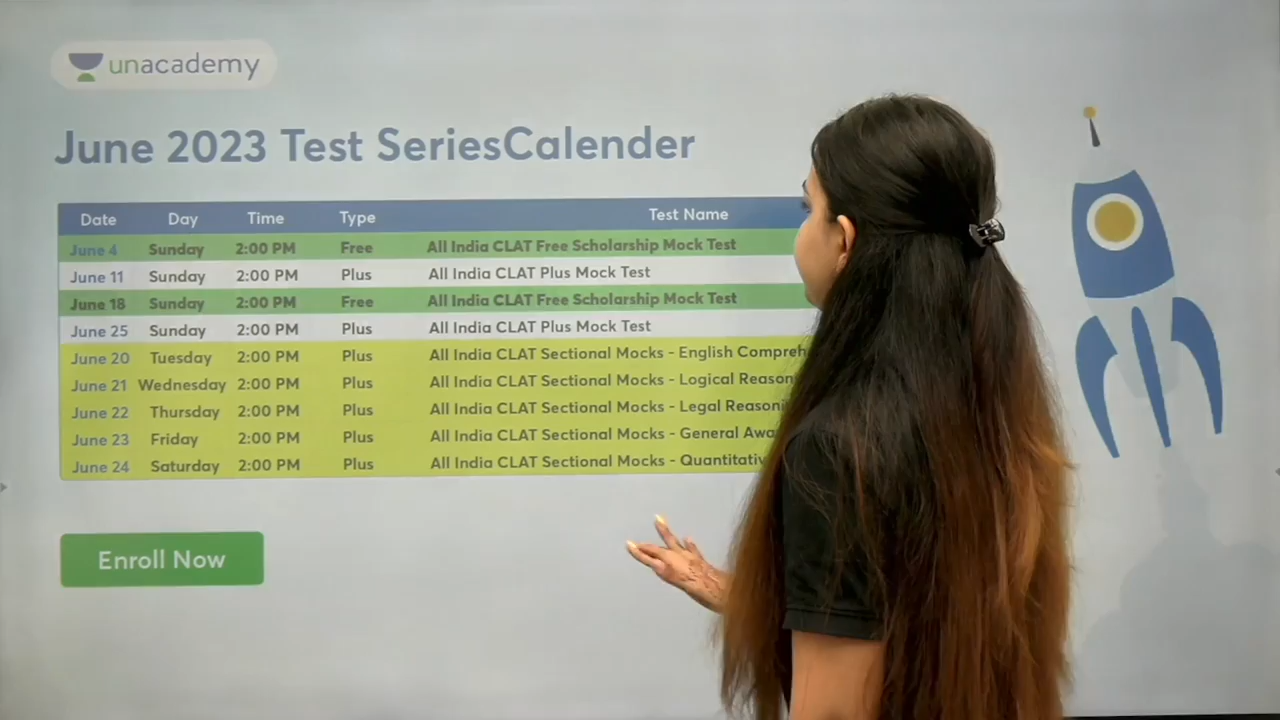 unacademy
June 2023 Test SeriesCalender
Date Day Time Type Test Name
June 4 Sunday 2:00 PM Free All India CLAT Free Scholarship Mock Test
June 11 Sunday 2:00 PM Plus All India CLAT Plus Mock Test
June 18 Sunday 2:00 PM Free All India CLAT Free Scholarship Mock Test
June 25 Sunday 2:00 PM Plus All India CLAT Plus Mock Test
June 20 Tuesday 2:00 PM Plus All India CLAT Sectional Mocks - English
June 21 Wednesday 2:00 PM Plus All India CLAT Sectional Mocks - Logical
June 22 Thursday 2:00 PM Plus All India CLAT Sectional Mocks - Legal
June 23 Friday 2:00 PM Plus All India CLAT Sectional Mocks - General
June 24 Saturday 2:00 PM Plus All India CLAT Sectional Mocks -
Enroll Now